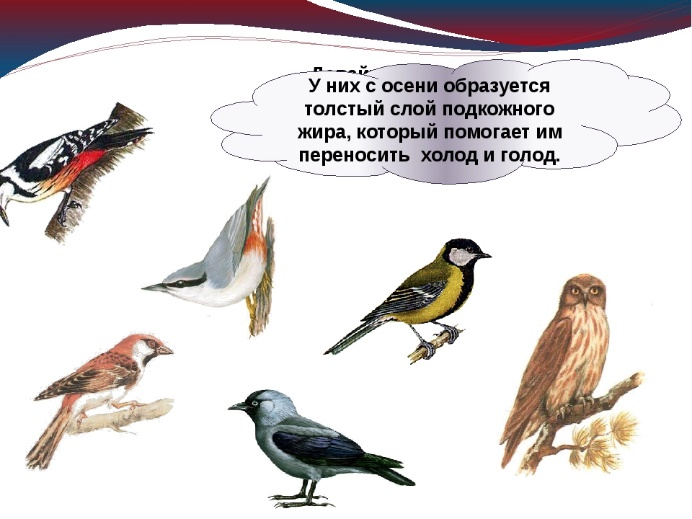 У них с осени образуется
толстый слой подкожного
жира, который помогает им
переносить холод и голод.